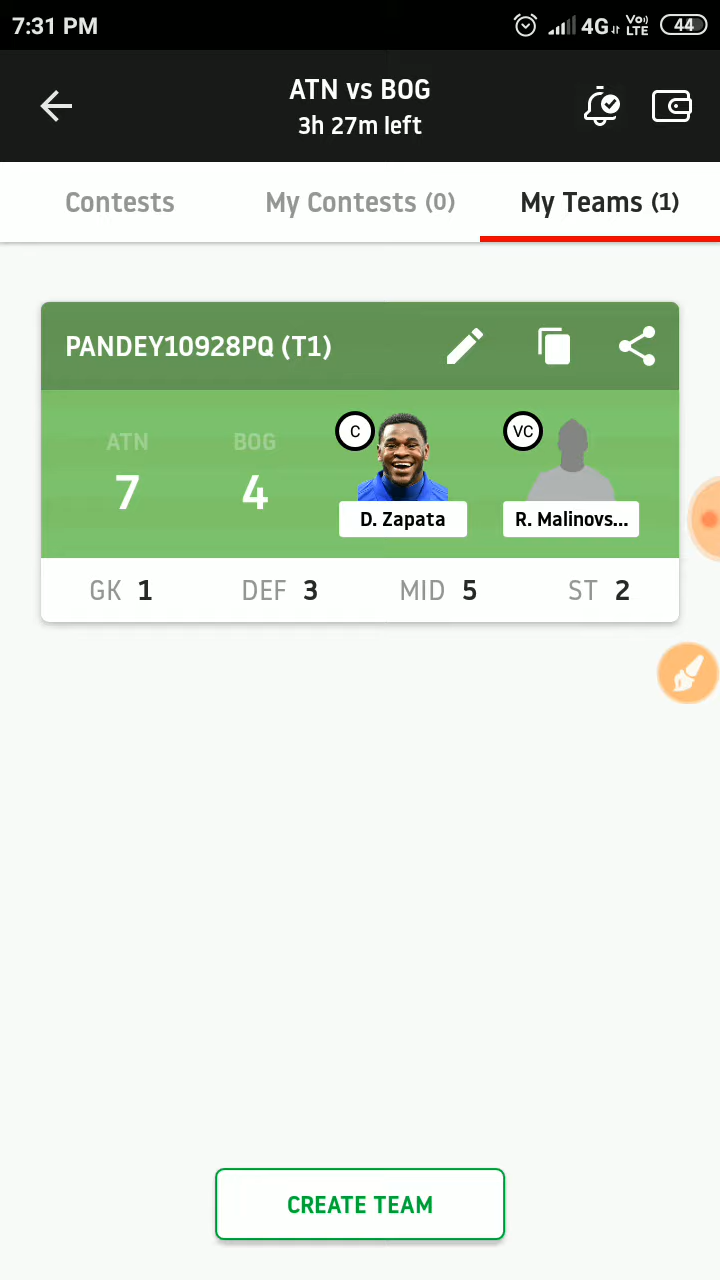 7:31 PM 4G Vo) LTE 44
ATN vs BOG
3h 27m left
Contests My Contests (0) My Teams (1)
PANDEY10928PQ (T1)
ATN BOG C VC
7 4
D. Zapata R. Malinovs...
GK 1 DEF 3 MID 5 ST 2
CREATE TEAM